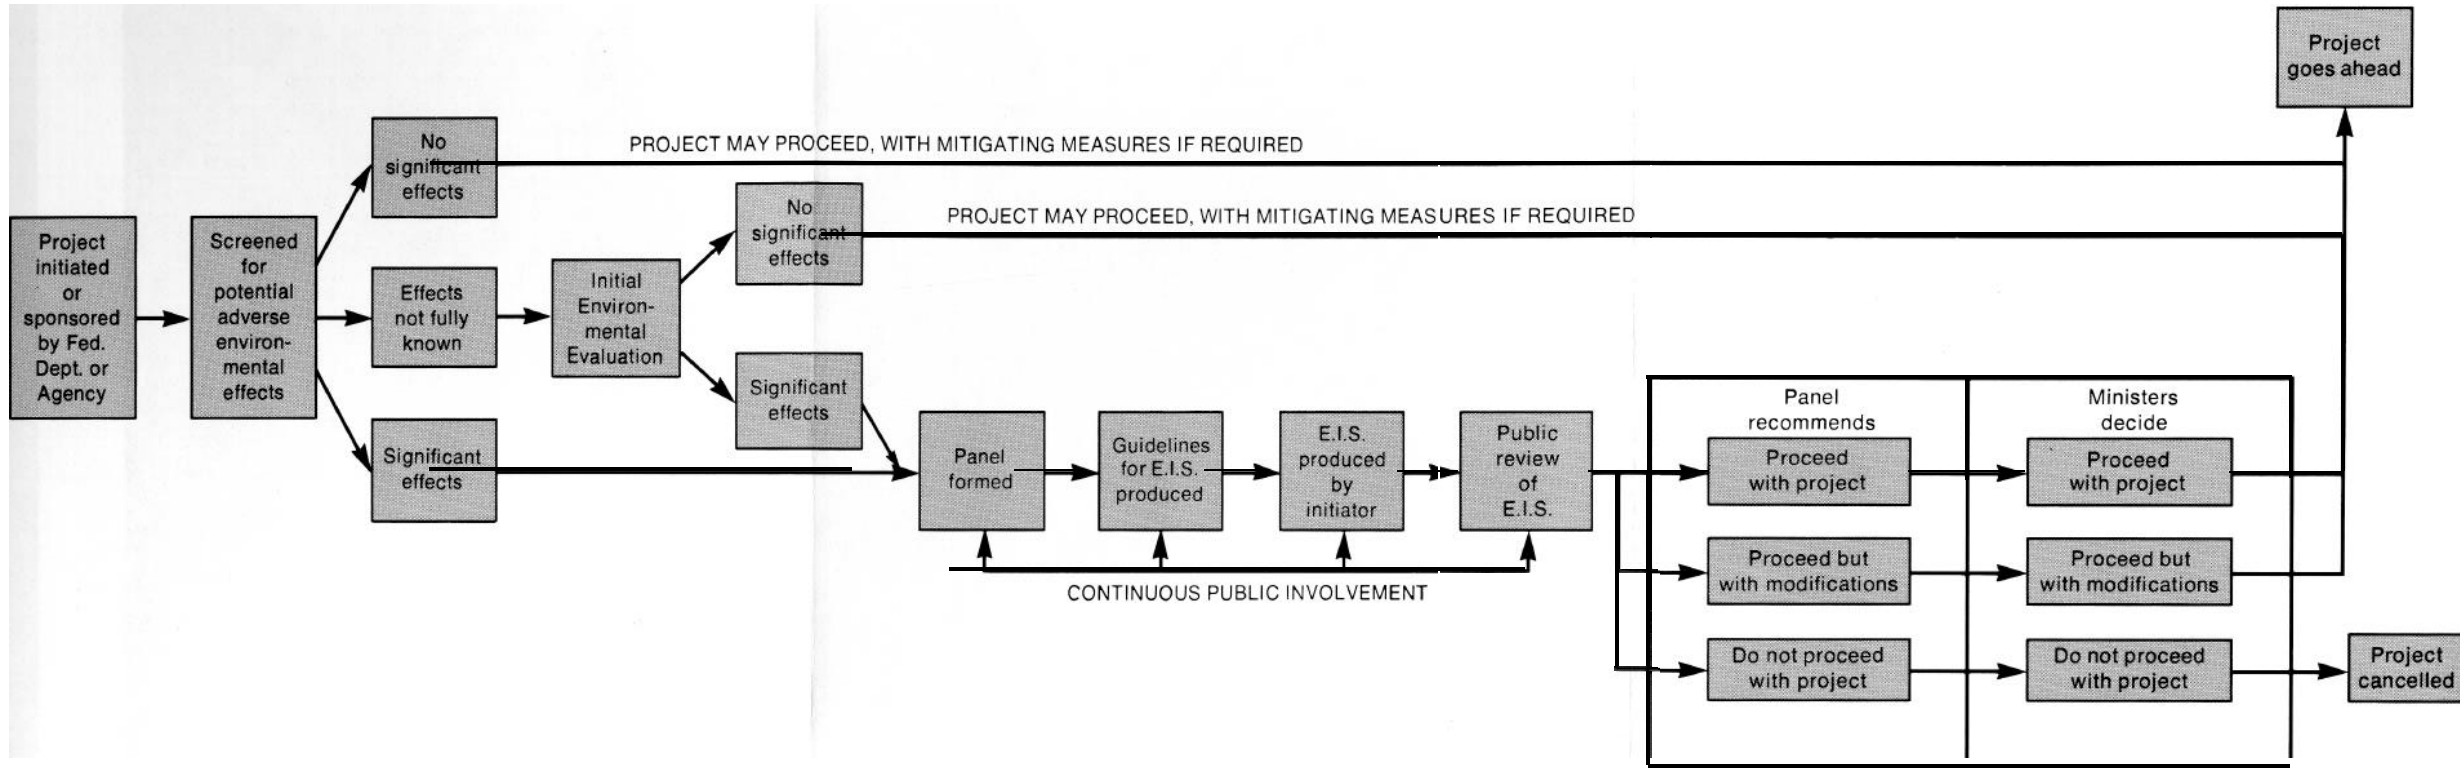 Project
goes ahead
No
significant
effects
PROJECT MAY PROCEED, WITH MITIGATING MEASURES IF REQUIRED
No
significant
effects
PROJECT MAY PROCEED, WITH MITIGATING MEASURES IF REQUIRED
Project
initiated
or
sponsored
by Fed.
Dept. or
Agency
Screened
for
potential
adverse
environ-
mental
effects
Effects
not fully
known
Initial
Environ-
mental
Evaluation
Significant
effects
Significant
effects
Panel
formed
Guidelines
for E.I.S.
produced
E.I.S.
produced
by
initiator
Public
review
of
E.I.S.
CONTINUOUS PUBLIC INVOLVEMENT
Panel
recommends
Ministers
decide
Proceed
with project
Proceed
with project
Proceed but
with modifications
Proceed but
with modifications
Do not proceed
with project
Do not proceed
with project
Project
cancelled